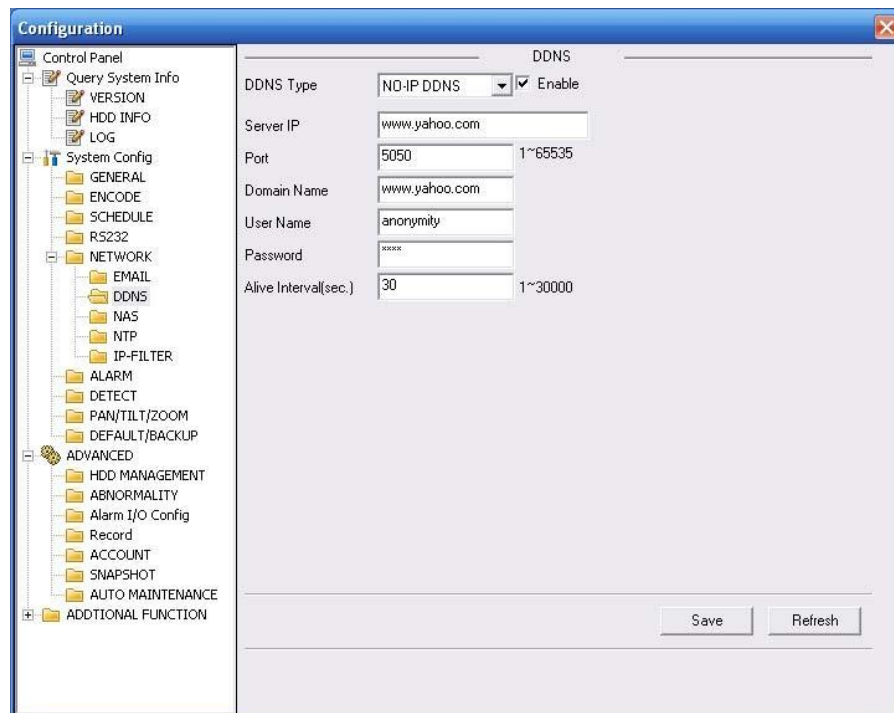 Configuration
Control Panel
Query System Info
VERSION
HDD INFO
LOG
System Config
GENERAL
ENCODE
SCHEDULE
RS232
NETWORK
EMAIL
DDNS
NAS
NTP
IP-FILTER
ALARM
DETECT
PAN/TILT/ZOOM
DEFAULT/BACKUP
ADVANCED
HDD MANAGEMENT
ABNORMALITY
Alarm I/O Config
Record
ACCOUNT
SNAPSHOT
AUTO MAINTENANCE
ADDTIONAL FUNCTION
DDNS
DDNS Type NO-IP DDNS Enable
Server IP www.yahoo.com
Port 5050 1~65535
Domain Name www.yahoo.com
User Name anonymity
Password ****
Alive Interval(sec.) 30 1~30000
Save Refresh